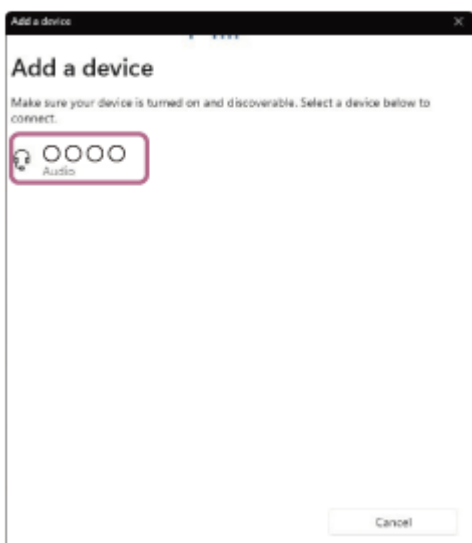 Add a device
Add a device
Make sure your device is turned on and discoverable. Select a device below to
connect.
○○○○
Audio
Cancel